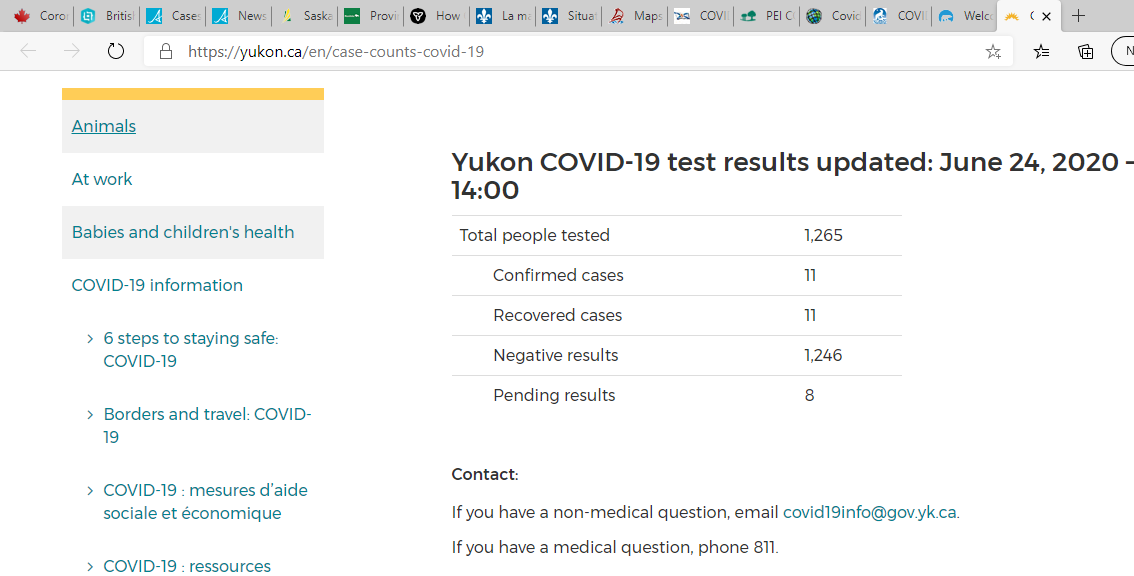 Coron
British
Cases
News
Saska
Provi
How
La ma
Situat
Maps
COVI
PEI C
Covid
COVI
Welc
https://yukon.ca/en/case-counts-covid-19
N
Animals
At work
Babies and children's health
COVID-19 information
6 steps to staying safe:
COVID-19
Borders and travel: COVID-
19
COVID-19 : mesures d’aide
sociale et économique
COVID-19 : ressources
Yukon COVID-19 test results updated: June 24, 2020 –
14:00
Total people tested 1,265
Confirmed cases 11
Recovered cases 11
Negative results 1,246
Pending results 8
Contact:
If you have a non-medical question, email covid19info@gov.yk.ca.
If you have a medical question, phone 811.